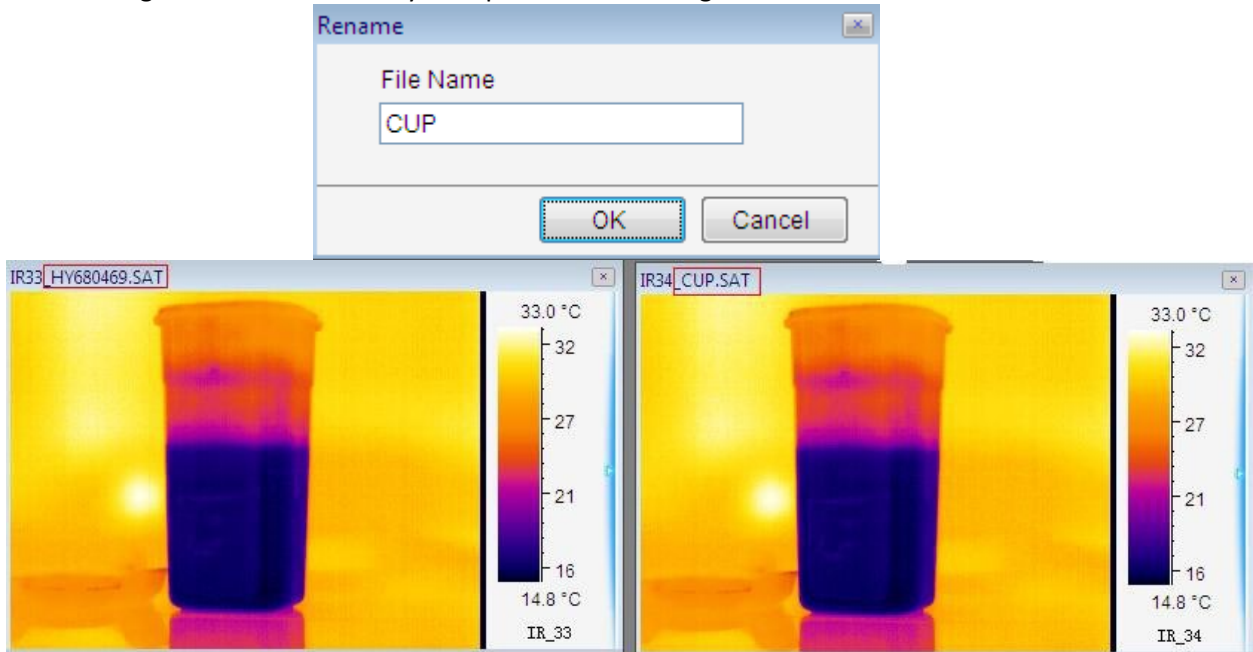 Rename
File Name
CUP
OK Cancel
IR33_HY680469.SAT
33.0 °C
32
27
21
16
14.8 °C
IR_33
IR34_CUP.SAT
33.0 °C
32
27
21
16
14.8 °C
IR_34